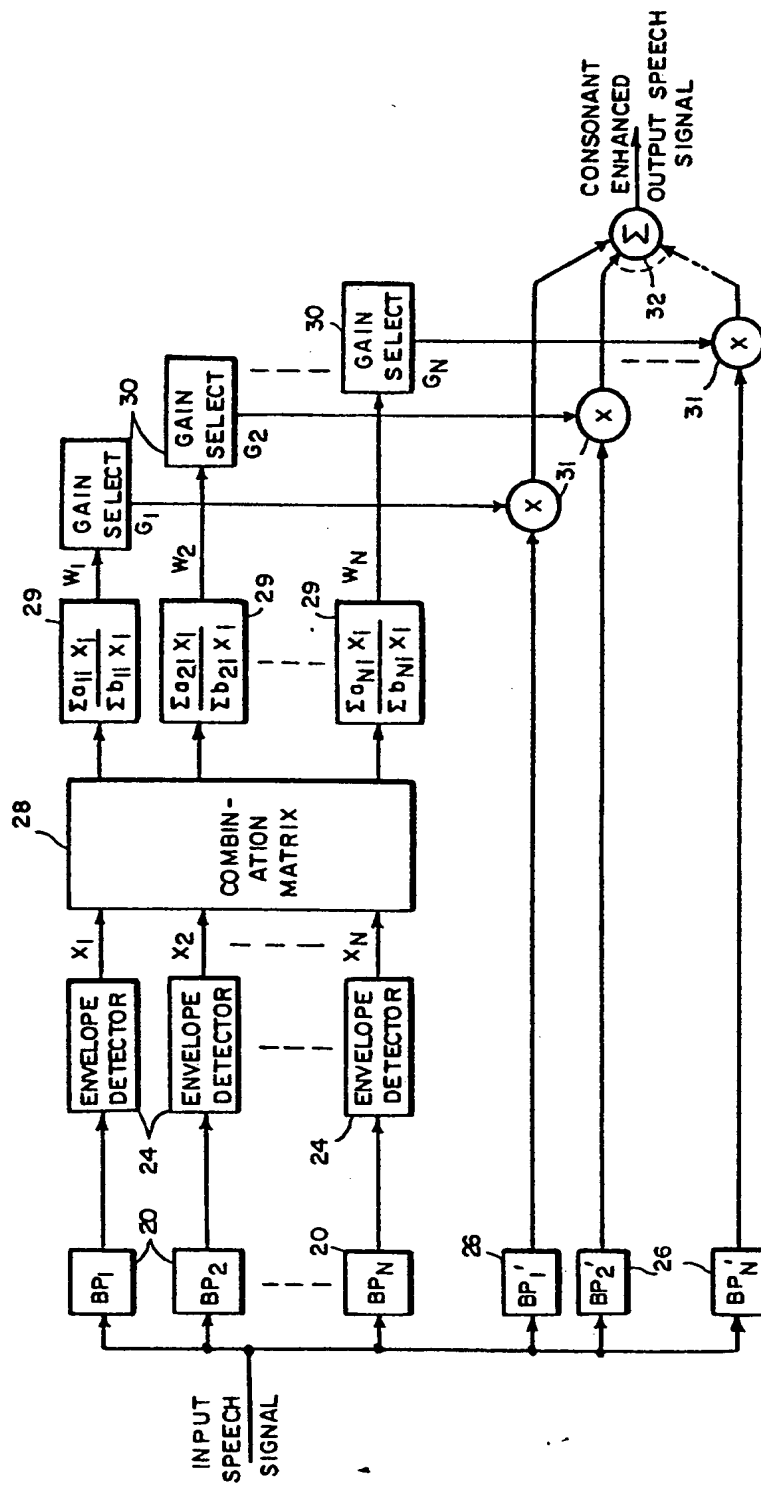 INPUT
SPEECH
SIGNAL
BP1
BP2
BPN
20
20
BP1'
BP2'
BPN'
26
26
ENVELOPE
DETECTOR
ENVELOPE
DETECTOR
ENVELOPE
DETECTOR
24
24
X1
X2
XN
28
COMBIN-
ATION
MATRIX
29
Σa11 X1
Σb11 X1
Σa21 X1
Σb21 X1
29
ΣaN1 X1
ΣbN1 X1
29
W1
W2
WN
GAIN
SELECT
G1
30
GAIN
SELECT
G2
30
GAIN
SELECT
GN
X
X
31
X
31
Σ
32
CONSONANT
ENHANCED
OUTPUT SPEECH
SIGNAL